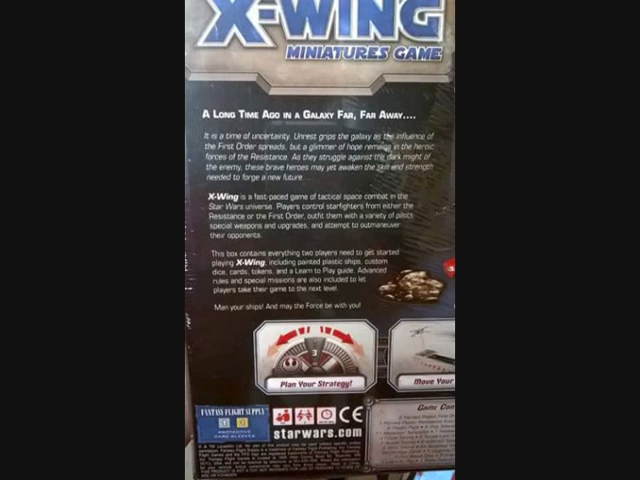 X-WING
MINIATURES GAME
A Long Time Ago in a Galaxy Far, Far Away....
It is a time of uncertainty. Unrest grips the galaxy as the influence of
the First Order spreads, but a glimmer of hope remains in the heroic
forces of the Resistance. As they struggle against the dark might of
the enemy, these brave heroes may yet awaken the skill and strength
needed to forge a new future...
X-Wing is a fast-paced game of tactical space combat in the
Star Wars universe. Players control starfighters from either the
Resistance or the First Order, outfit them with a variety of pilots
special weapons and upgrades, and attempt to outmaneuver
their opponents.
This box contains everything two players need to get started
playing X-Wing, including painted plastic ships, custom
dice, cards, tokens, and a Learn to Play guide. Advanced
rules and special missions are also included to let
players take their game to the next level.
Man your ships! And may the Force be with you!
3
Plan Your Strategy!
Move Your
FANTASY FLIGHT SUPPLY
PROTECTIVE
CARD SLEEVES
CE
starwars.com
Game Con